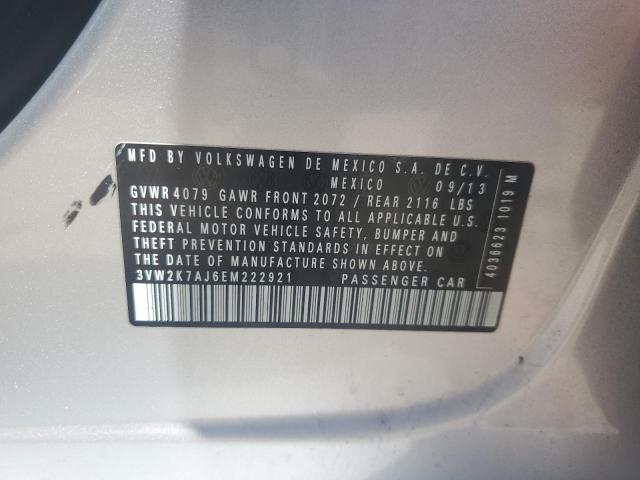 MFD BY VOLKSWAGEN DE MEXICO S.A. DE C.V.
MEXICO 09/13
GVWR 4079 GAWR FRONT 2072 / REAR 2116 LBS
THIS VEHICLE CONFORMS TO ALL APPLICABLE U.S.
FEDERAL MOTOR VEHICLE SAFETY, BUMPER AND
THEFT PREVENTION STANDARDS IN EFFECT ON
THE DATE OF MANUFACTURE SHOWN ABOVE.
3VW2K7AJ6EM222921 PASSENGER CAR
4036623 1019 M